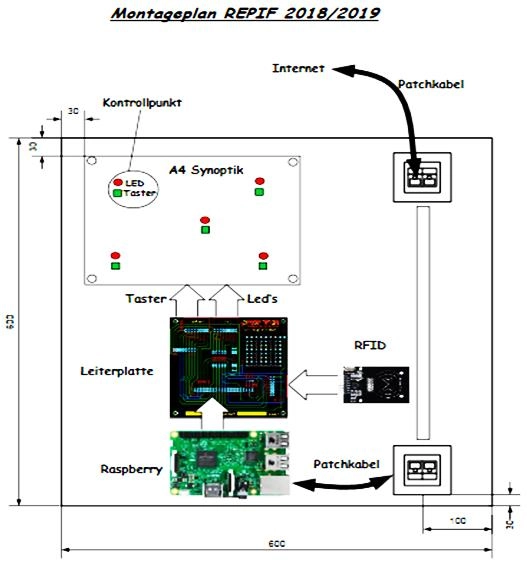 Montageplan REPIF 2018/2019
Internet
Patchkabel
Kontrollpunkt
30
30
A4 Synoptik
LED
Taster
Taster
Led's
600
RFID
Leiterplatte
Raspberry
Patchkabel
100
30
600